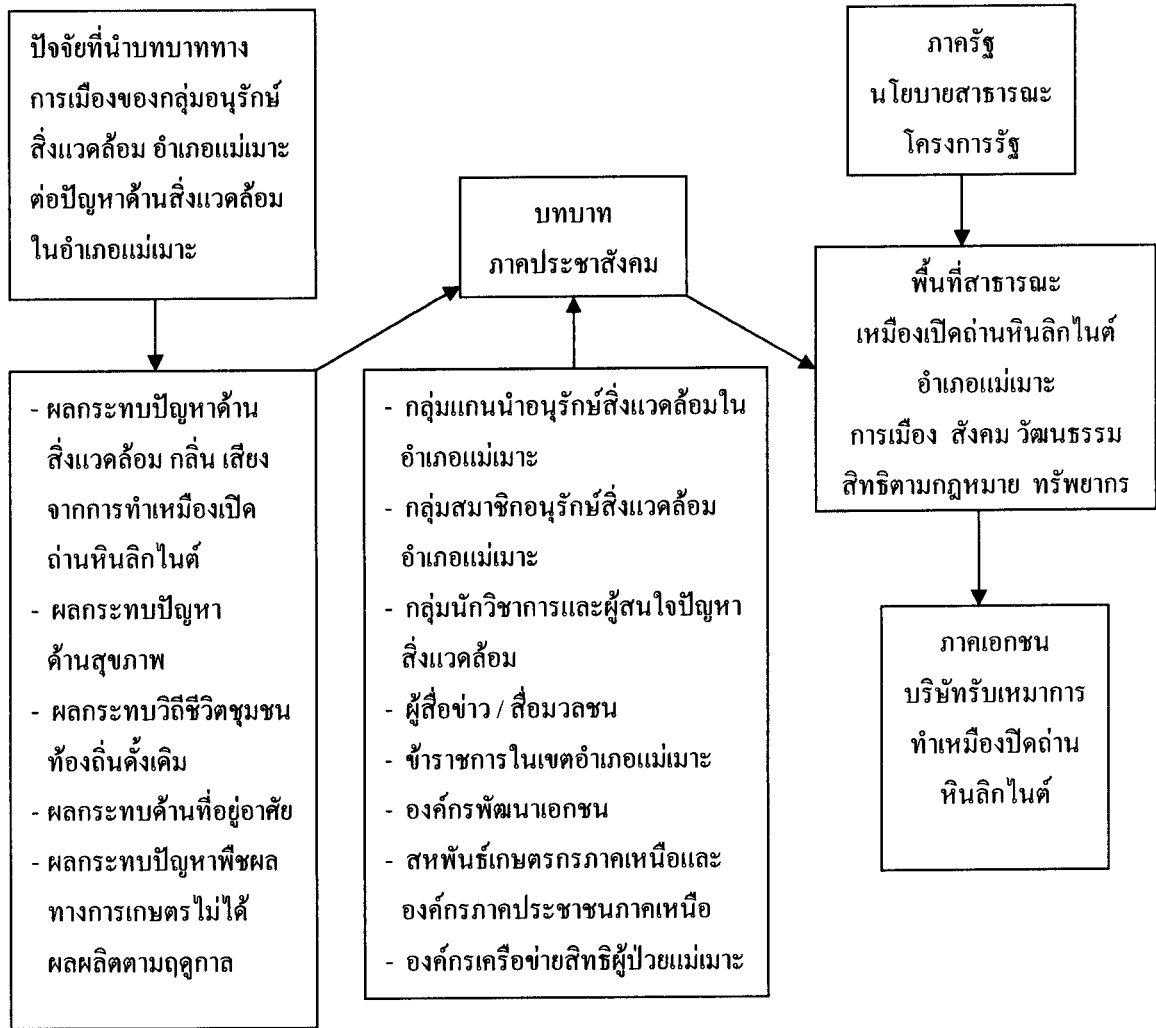 ปัจจัยที่นำบทบาททาง
การเมืองของกลุ่มอนุรักษ์
สิ่งแวดล้อม อำเภอแม่เมาะ
ต่อปัญหาด้านสิ่งแวดล้อม
ในอำเภอแม่เมาะ
- ผลกระทบปัญหาด้าน
สิ่งแวดล้อม กลิ่น เสียง
จากการทำเหมืองเปิด
ถ่านหินลิกไนต์
- ผลกระทบปัญหา
ด้านสุขภาพ
- ผลกระทบวิถีชีวิตชุมชน
ท้องถิ่นดั้งเดิม
- ผลกระทบด้านที่อยู่อาศัย
- ผลกระทบปัญหาพืชผล
ทางการเกษตรไม่ได้
ผลผลิตตามฤดูกาล
บทบาท
ภาคประชาสังคม
- กลุ่มแกนนำอนุรักษ์สิ่งแวดล้อมใน
อำเภอแม่เมาะ
- กลุ่มสมาชิกอนุรักษ์สิ่งแวดล้อม
อำเภอแม่เมาะ
- กลุ่มนักวิชาการและผู้สนใจปัญหา
สิ่งแวดล้อม
- ผู้สื่อข่าว / สื่อมวลชน
- ข้าราชการในเขตอำเภอแม่เมาะ
- องค์กรพัฒนาเอกชน
- สหพันธ์เกษตรกรภาคเหนือและ
องค์กรภาคประชาชนภาคเหนือ
- องค์กรเครือข่ายสิทธิผู้ป่วยแม่เมาะ
ภาครัฐ
นโยบายสาธารณะ
โครงการรัฐ
พื้นที่สาธารณะ
เหมืองเปิดถ่านหินลิกไนต์
อำเภอแม่เมาะ
การเมือง สังคม วัฒนธรรม
สิทธิตามกฎหมาย ทรัพยากร
ภาคเอกชน
บริษัทรับเหมาการ
ทำเหมืองปิดถ่าน
หินลิกไนต์